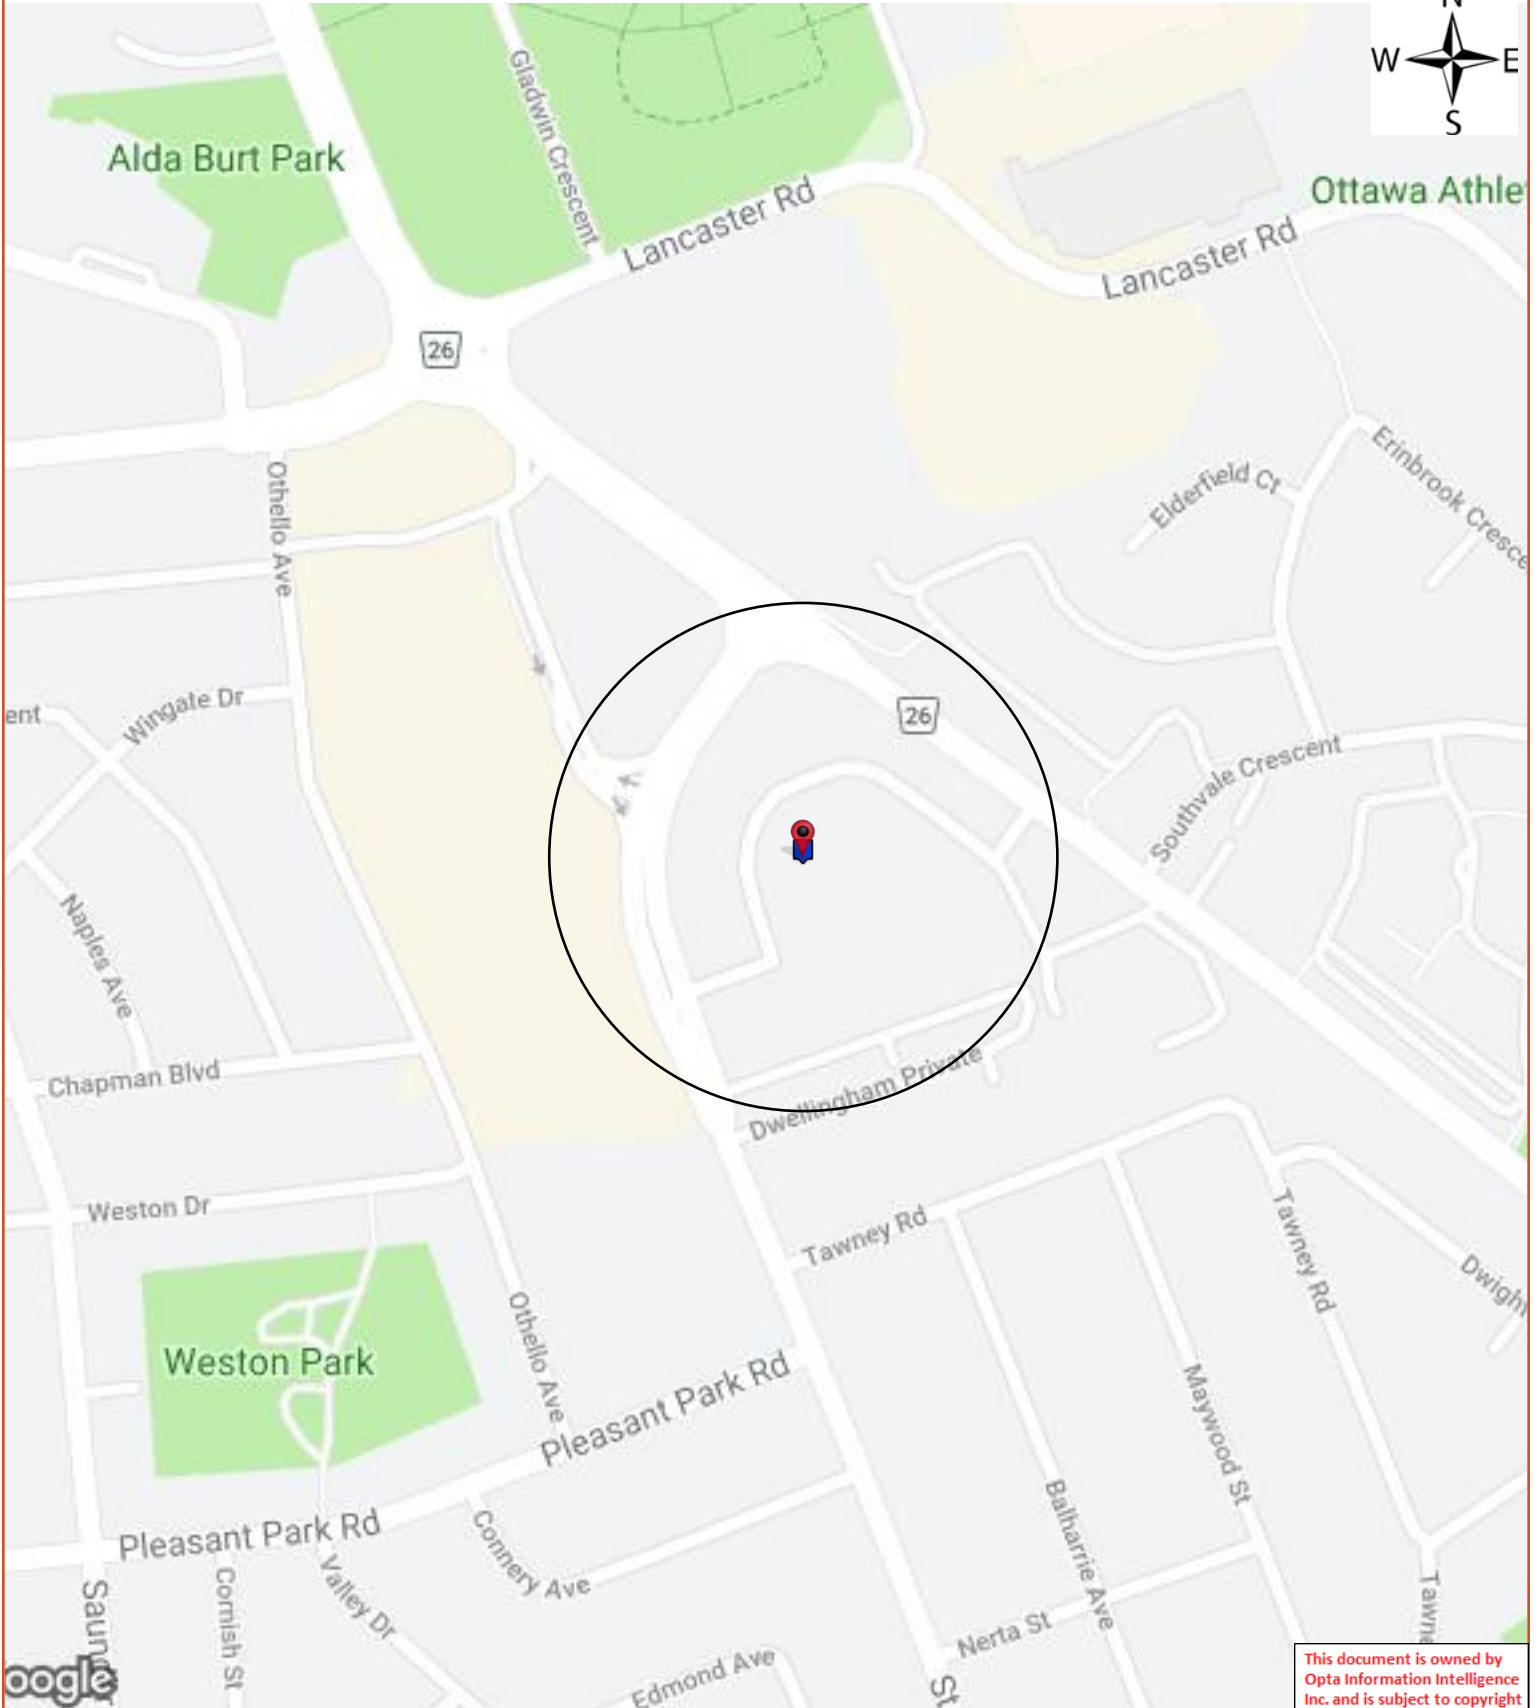 N
W E
S
Alda Burt Park
Gladwin Crescent
Lancaster Rd
Ottawa Athle
Lancaster Rd
26
Othello Ave
Elderfield Ct
Erinbrook Cresce
ent
Wingate Dr
26
Southvale Crescent
Naples Ave
Chapman Blvd
Dwellingham Private
Weston Dr
Tawney Rd
Tawney Rd
Dwight
Othello Ave
Weston Park
Pleasant Park Rd
Maywood St
Balharrie Ave
Pleasant Park Rd
Connery Ave
Valley Dr
Cornish St
Saund
Tawne
Nerta St
Edmond Ave
St
oogle
This document is owned by
Opta Information Intelligence
Inc. and is subject to copyright